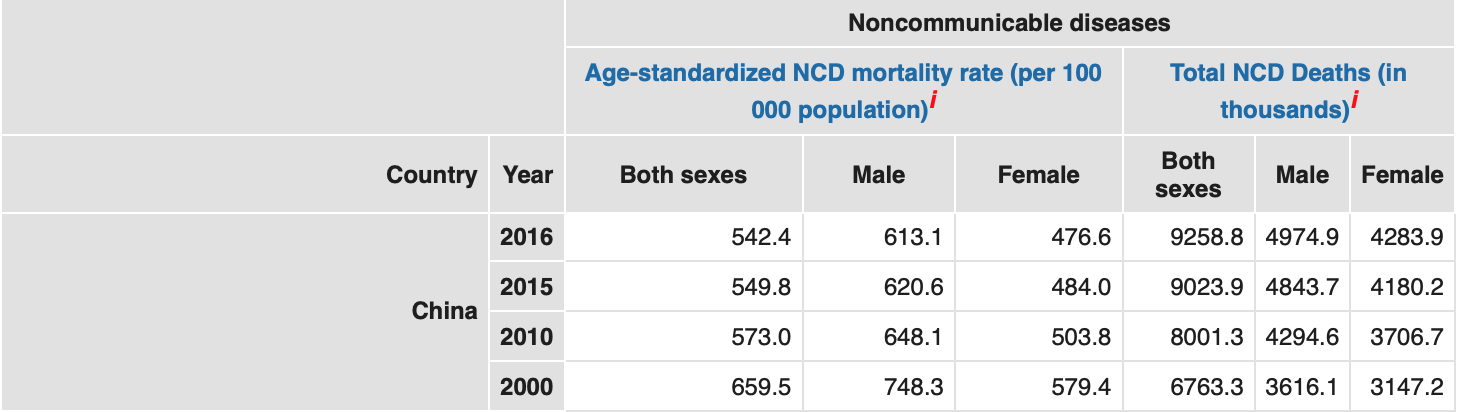 Noncommunicable diseases
Age-standardized NCD mortality rate (per 100
000 population)i
Total NCD Deaths (in
thousands)i
Country Year Both sexes Male Female Both
sexes Male Female
China
2016 542.4 613.1 476.6 9258.8 4974.9 4283.9
2015 549.8 620.6 484.0 9023.9 4843.7 4180.2
2010 573.0 648.1 503.8 8001.3 4294.6 3706.7
2000 659.5 748.3 579.4 6763.3 3616.1 3147.2